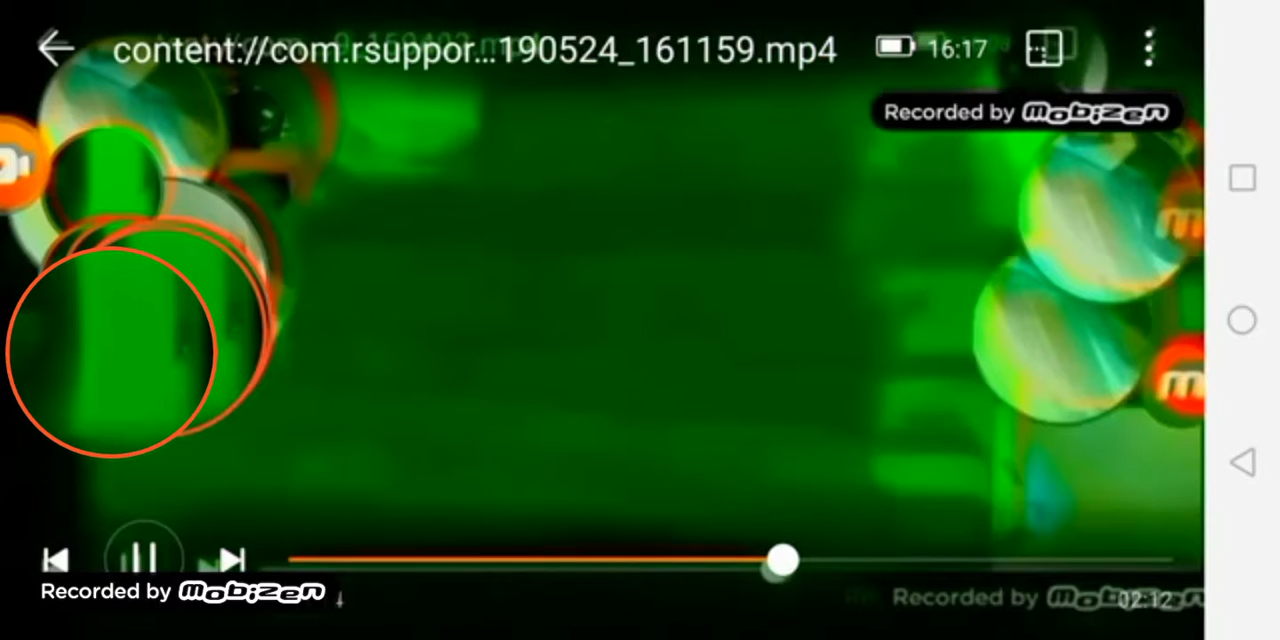 content://com.rsuppor...190524_161159.mp4 16:17
Recorded by mobizen
m
m
Recorded by mobizen
Recorded by mobizen
02:12